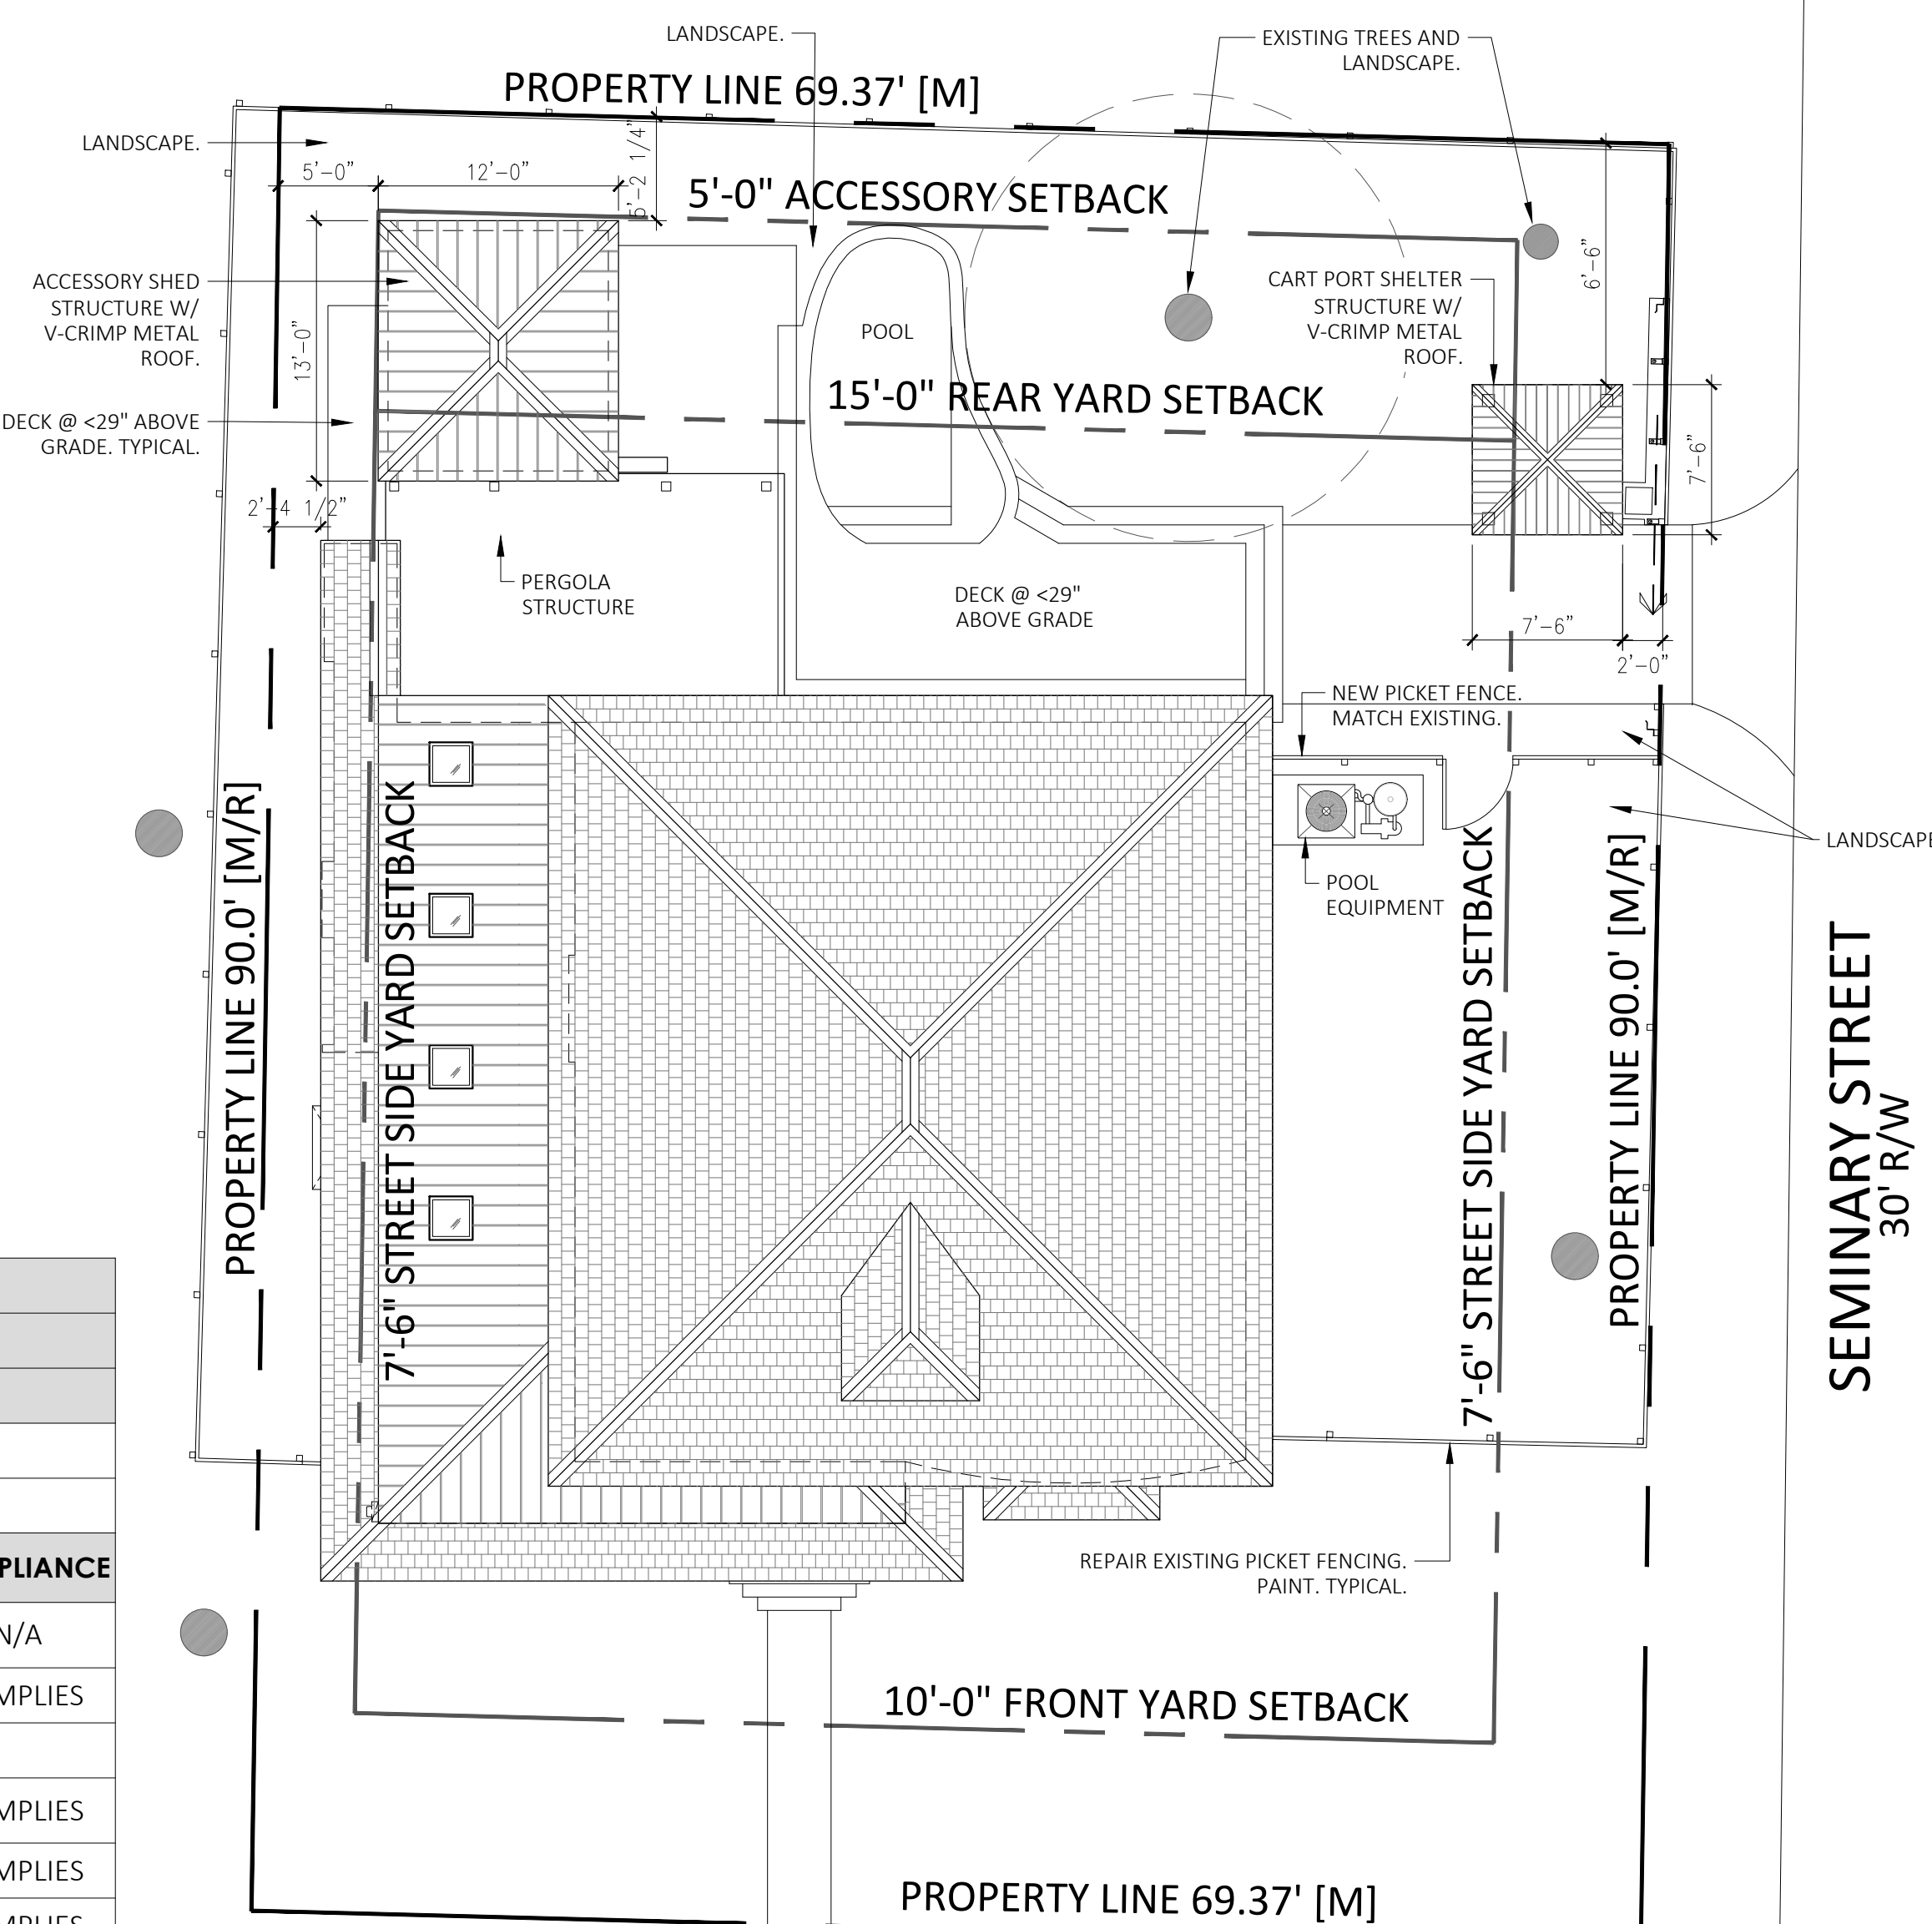 LANDSCAPE.
EXISTING TREES AND
LANDSCAPE.
PROPERTY LINE 69.37' [M]
LANDSCAPE.
5'-0"
12'-0"
5'-2 1/4"
5'-0" ACCESSORY SETBACK
6'-6"
ACCESSORY SHED
STRUCTURE W/
V-CRIMP METAL
ROOF.
13'-0"
POOL
CART PORT SHELTER
STRUCTURE W/
V-CRIMP METAL
ROOF.
15'-0" REAR YARD SETBACK
DECK @ <29" ABOVE
GRADE. TYPICAL.
7'-6"
2'-4 1/2"
PERGOLA
STRUCTURE
DECK @ <29"
ABOVE GRADE
7'-6"
2'-0"
NEW PICKET FENCE.
MATCH EXISTING.
PROPERTY LINE 90.0' [M/R]
7'-6" STREET SIDE YARD SETBACK
POOL
EQUIPMENT
7'-6" STREET SIDE YARD SETBACK
PROPERTY LINE 90.0' [M/R]
LANDSCAPE
SEMINARY STREET
30' R/W
REPAIR EXISTING PICKET FENCING.
PAINT. TYPICAL.
PLIANCE
N/A
MPLIES
10'-0" FRONT YARD SETBACK
MPLIES
MPLIES
PROPERTY LINE 69.37' [M]
MPLIES